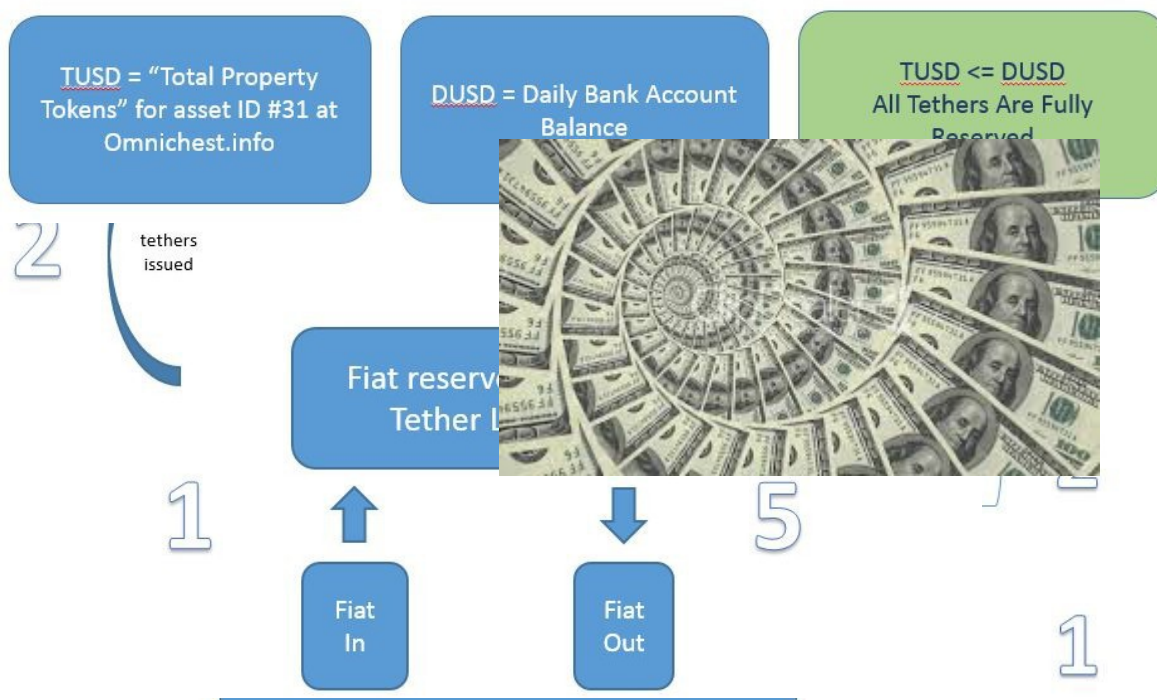 TUSD = “Total Property
Tokens” for asset ID #31 at
Omnichest.info
DUSD = Daily Bank Account
Balance
TUSD <= DUSD
All Tethers Are Fully
Reserved
2
tethers
issued
Fiat
Tether
1
5
Fiat
In
Fiat
Out
1